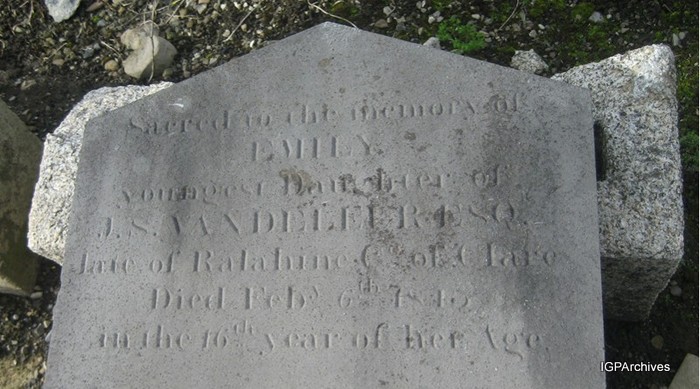 Sacred to the memory of
EMILY
youngest Daughter of
J.S. VANDELEUR ESQ.
late of Ralahine Co. of Clare
Died Feby. 6th
in the 16th year of her Age
IGPArchives